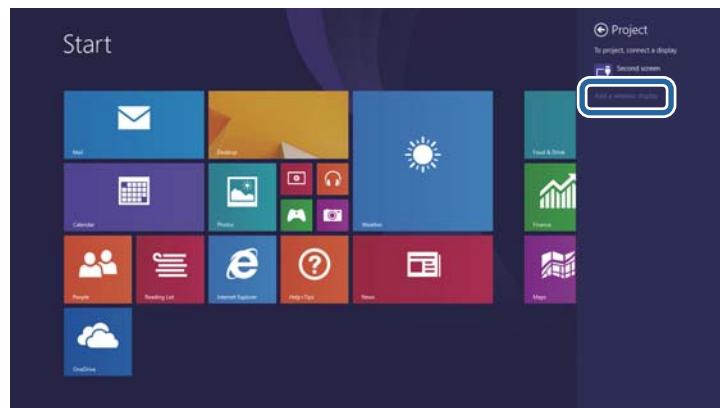 Start
Project
To project, connect a display
Second screen
Add a wireless display
Mail
Desktop
Food & Drink
Calendar
Photos
Weather
Finance
People
Reading List
Internet Explorer
Help+Tips
News
Maps
OneDrive